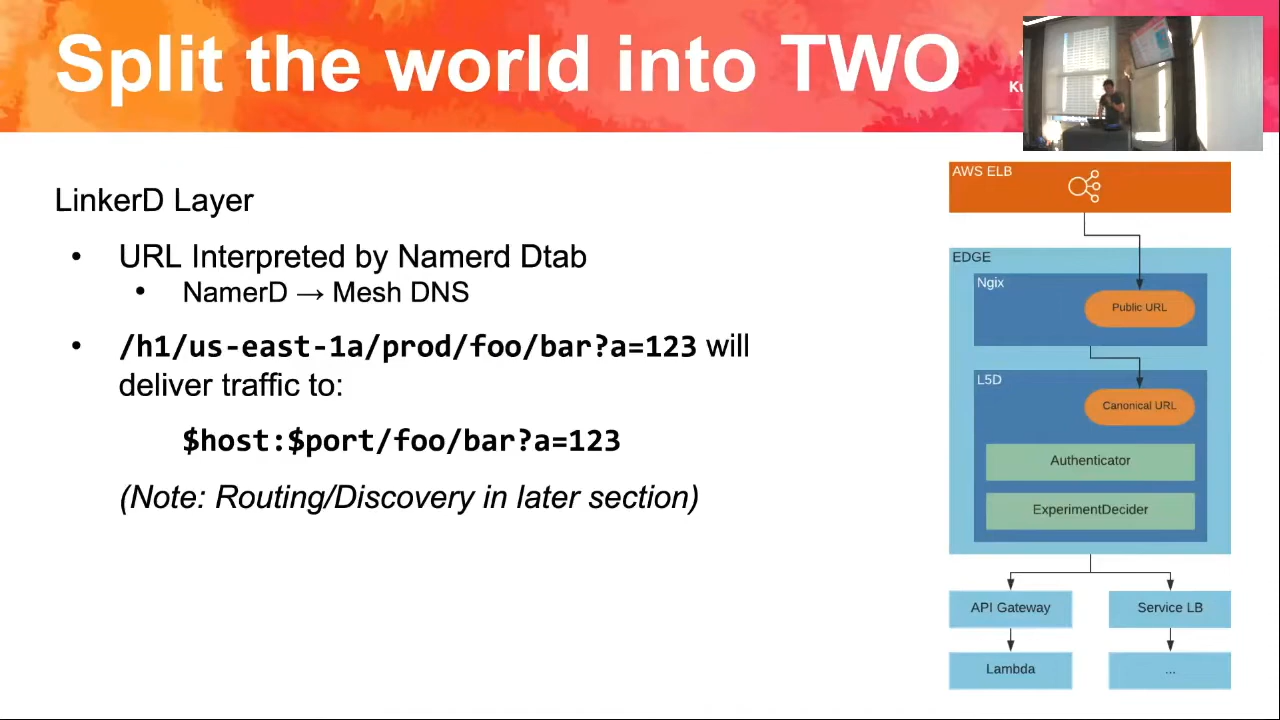 Split the world into TWO
Ku
LinkerD Layer
• URL Interpreted by Namerd Dtab
• NamerD → Mesh DNS
• /h1/us-east-1a/prod/foo/bar?a=123 will
deliver traffic to:
$host:$port/foo/bar?a=123
(Note: Routing/Discovery in later section)
AWS ELB
EDGE
Ngix
Public URL
L5D
Canonical URL
Authenticator
ExperimentDecider
API Gateway
Service LB
Lambda
...